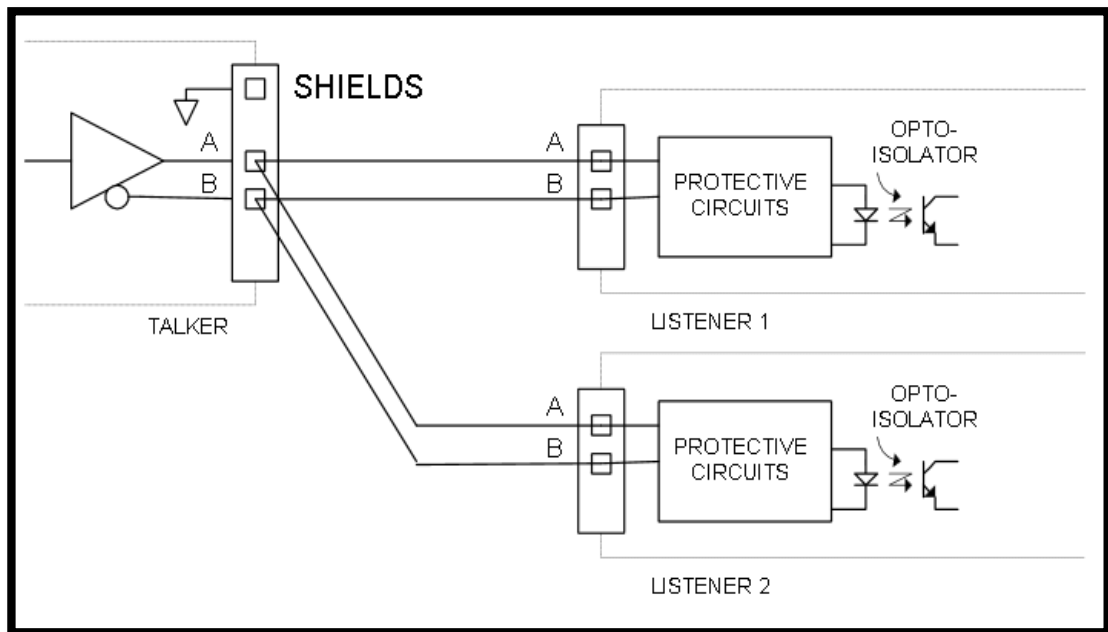 SHIELDS
A
B
TALKER
A
B
PROTECTIVE
CIRCUITS
OPTO-
ISOLATOR
LISTENER 1
A
B
PROTECTIVE
CIRCUITS
OPTO-
ISOLATOR
LISTENER 2